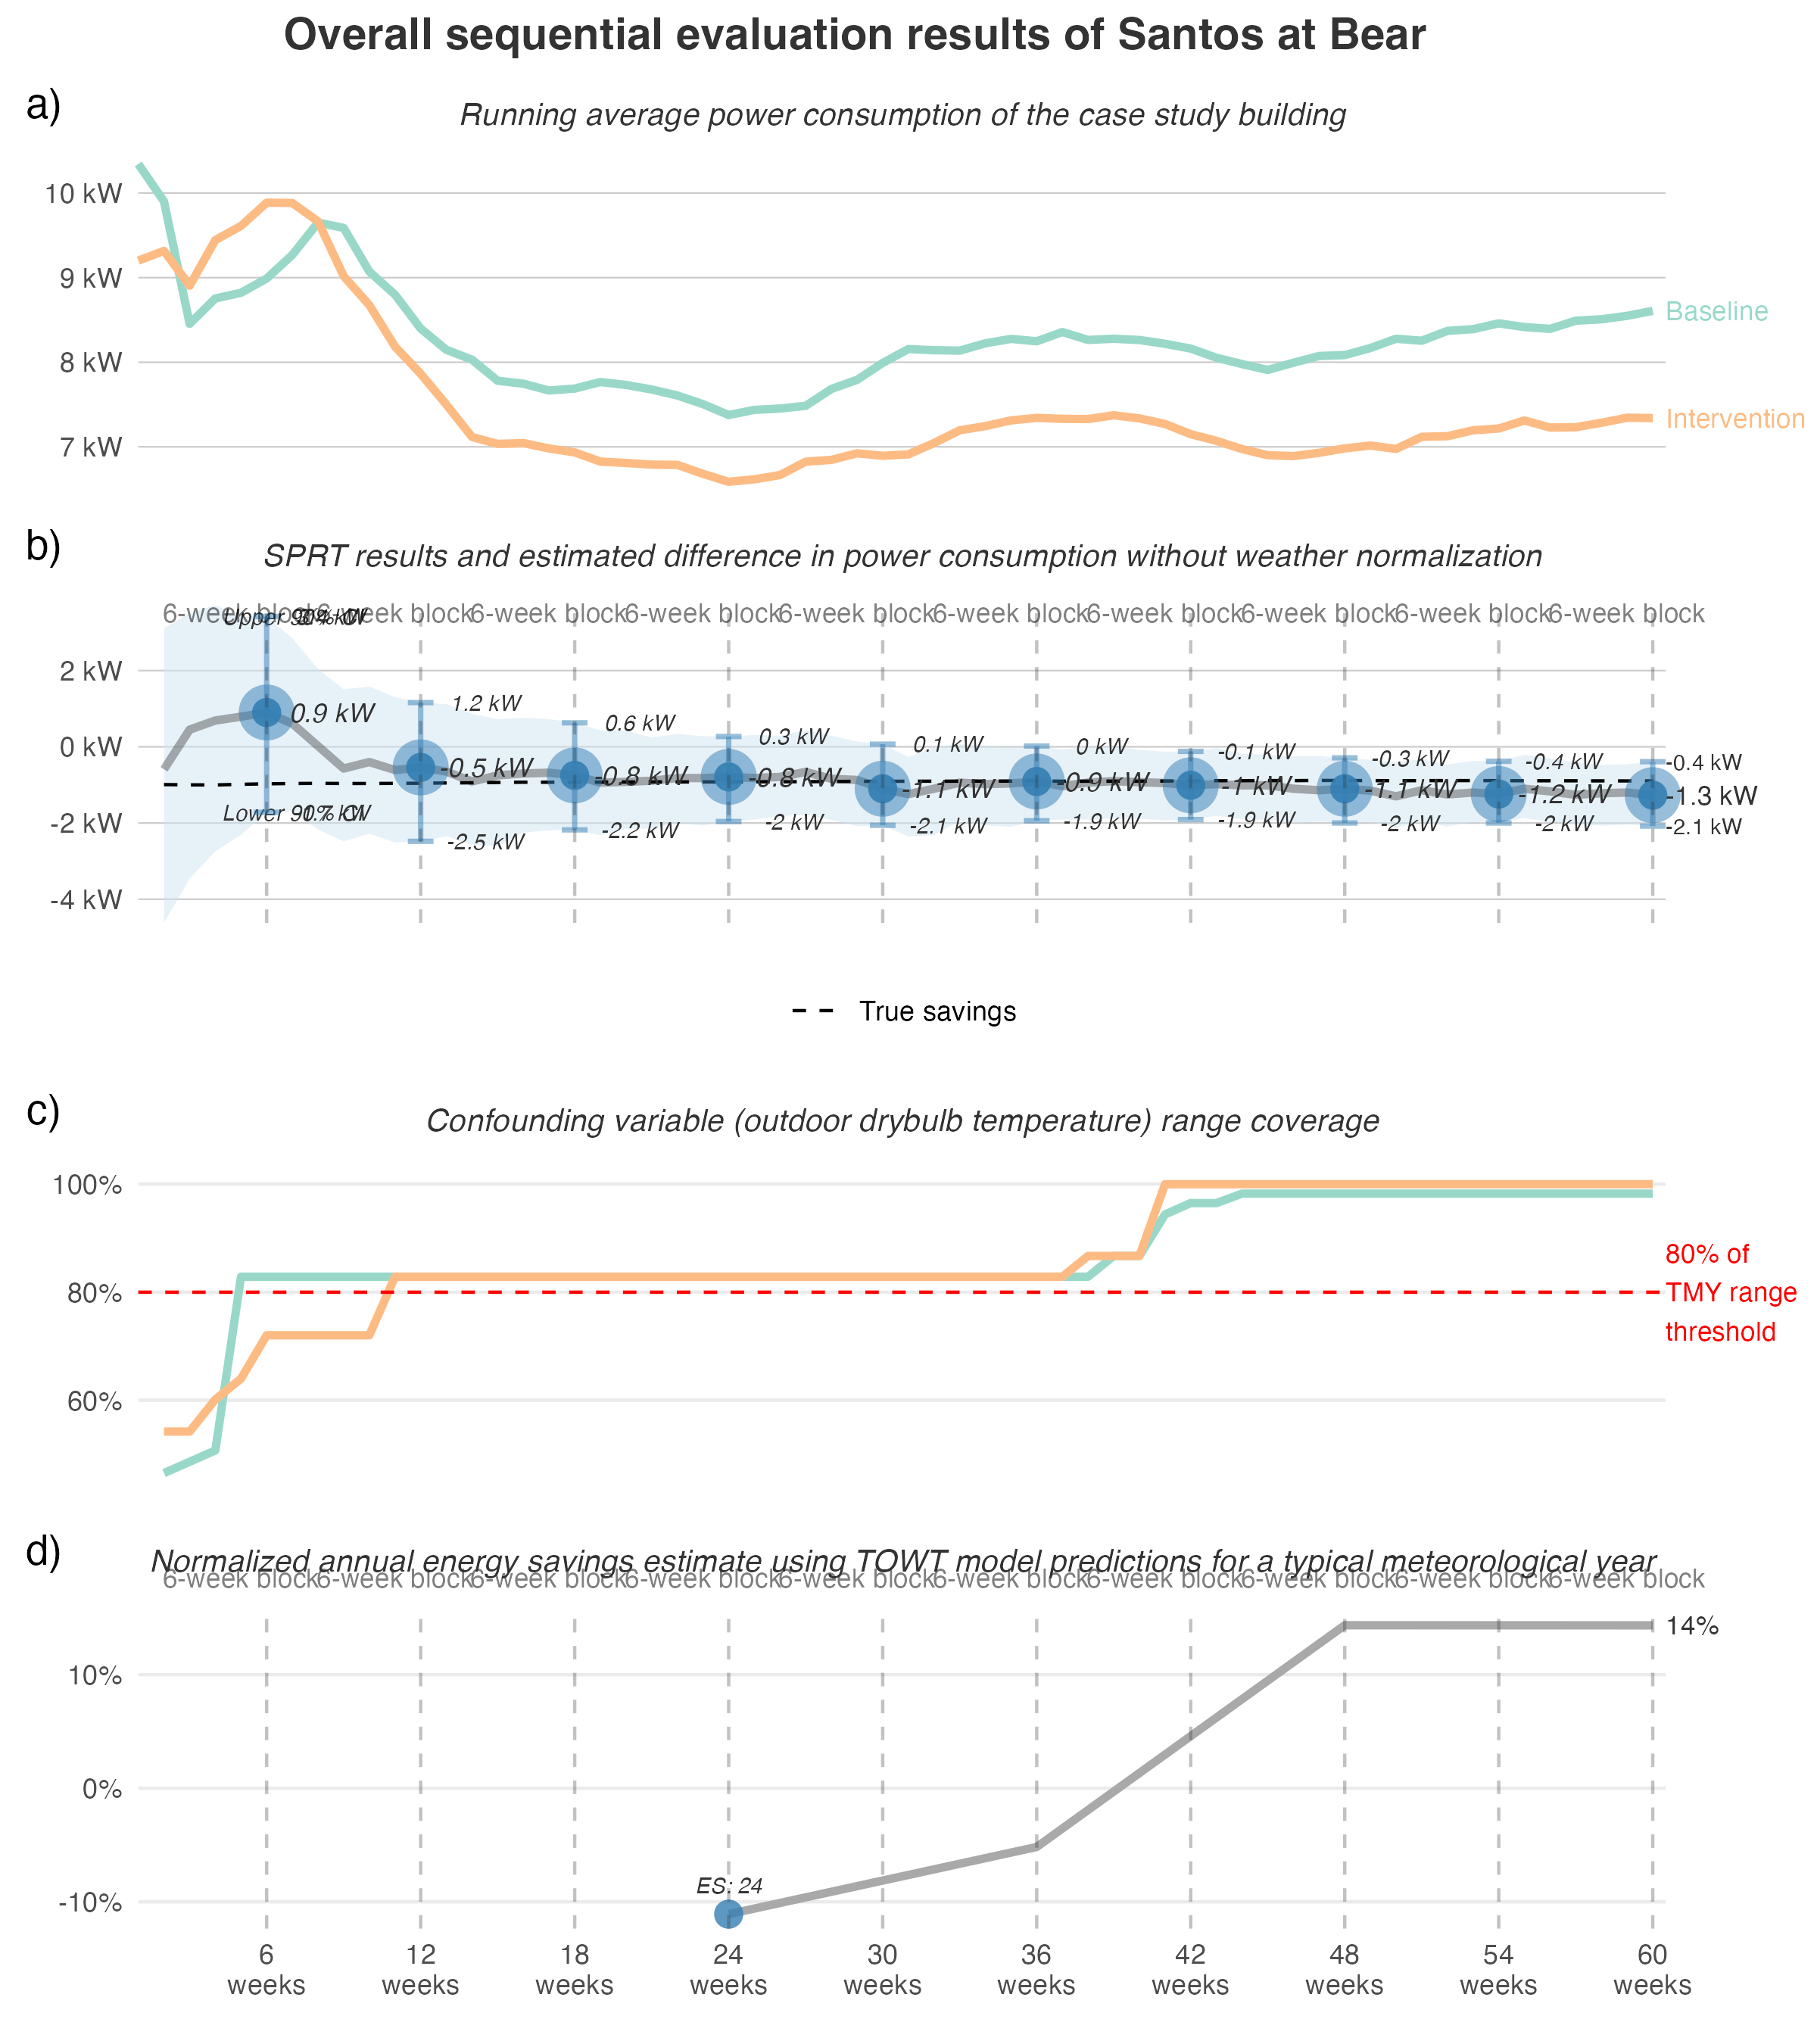 Overall sequential evaluation results of Santos at Bear
a)
Running average power consumption of the case study building
10 kW
9 kW
8 kW
7 kW
Baseline
Intervention
b)
SPRT results and estimated difference in power consumption without weather normalization
6-week block 6-week block 6-week block 6-week block 6-week block 6-week block 6-week block 6-week block 6-week block 6-week block
Upper 90% CI
2 kW
0 kW
-2 kW
-4 kW
0.9 kW
Lower 90% CI
-1.7 kW
1.2 kW
-0.5 kW
-2.5 kW
0.6 kW
-0.8 kW
-2.2 kW
0.3 kW
-0.8 kW
-2 kW
0.1 kW
-1.1 kW
-2.1 kW
0 kW
-0.9 kW
-1.9 kW
-0.1 kW
-1 kW
-1.9 kW
-0.3 kW
-1.1 kW
-2 kW
-0.4 kW
-1.2 kW
-2 kW
-0.4 kW
-1.3 kW
-2.1 kW
True savings
c)
Confounding variable (outdoor drybulb temperature) range coverage
100%
80%
60%
80% of
TMY range
threshold
d)
Normalized annual energy savings estimate using TOWT model predictions for a typical meteorological year
6-week block 6-week block 6-week block 6-week block 6-week block 6-week block 6-week block 6-week block 6-week block 6-week block
14%
10%
0%
-10%
ES: 24
6 12 18 24 30 36 42 48 54 60
weeks weeks weeks weeks weeks weeks weeks weeks weeks weeks